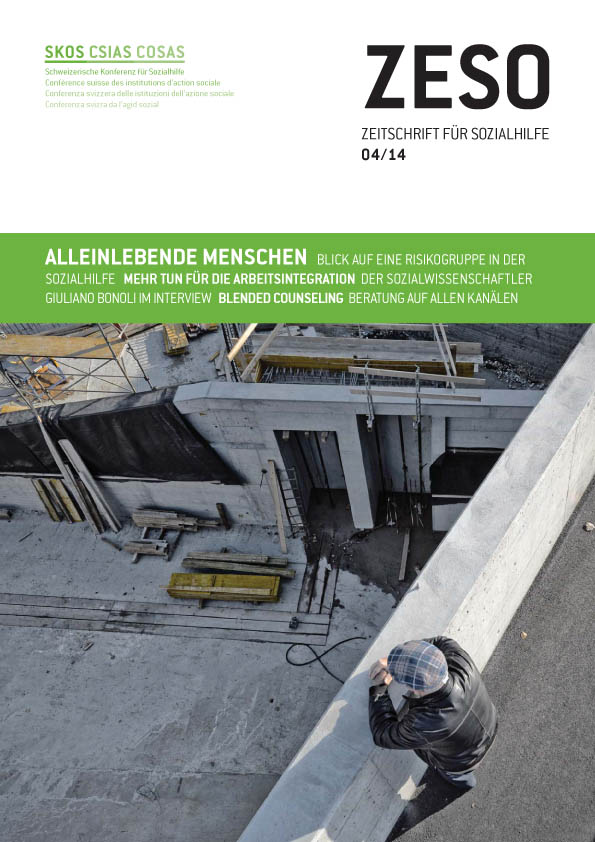 SKOS CSIAS COSAS
Schweizerische Konferenz für Sozialhilfe
Conférence suisse des institutions d'action sociale
Conferenza svizzera delle istituzioni dell'azione sociale
Conferenza svizra da l'agid sozial
ZESO
ZEITSCHRIFT FÜR SOZIALHILFE
04/14
ALLEINLEBENDE MENSCHEN BLICK AUF EINE RISIKOGRUPPE IN DER
SOZIALHILFE MEHR TUN FÜR DIE ARBEITSINTEGRATION DER SOZIALWISSENSCHAFTLER
GIULIANO BONOLI IM INTERVIEW BLENDED COUNSELING BERATUNG AUF ALLEN KANÄLEN